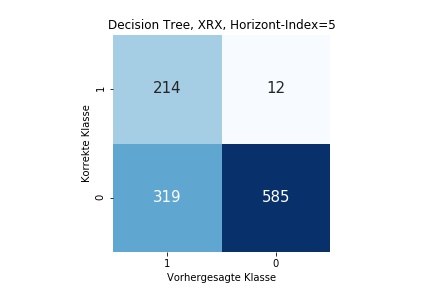 Decision Tree, XRX, Horizont-Index=5
Korrekte Klasse
1
214
12
0
319
585
1
0
Vorhergesagte Klasse